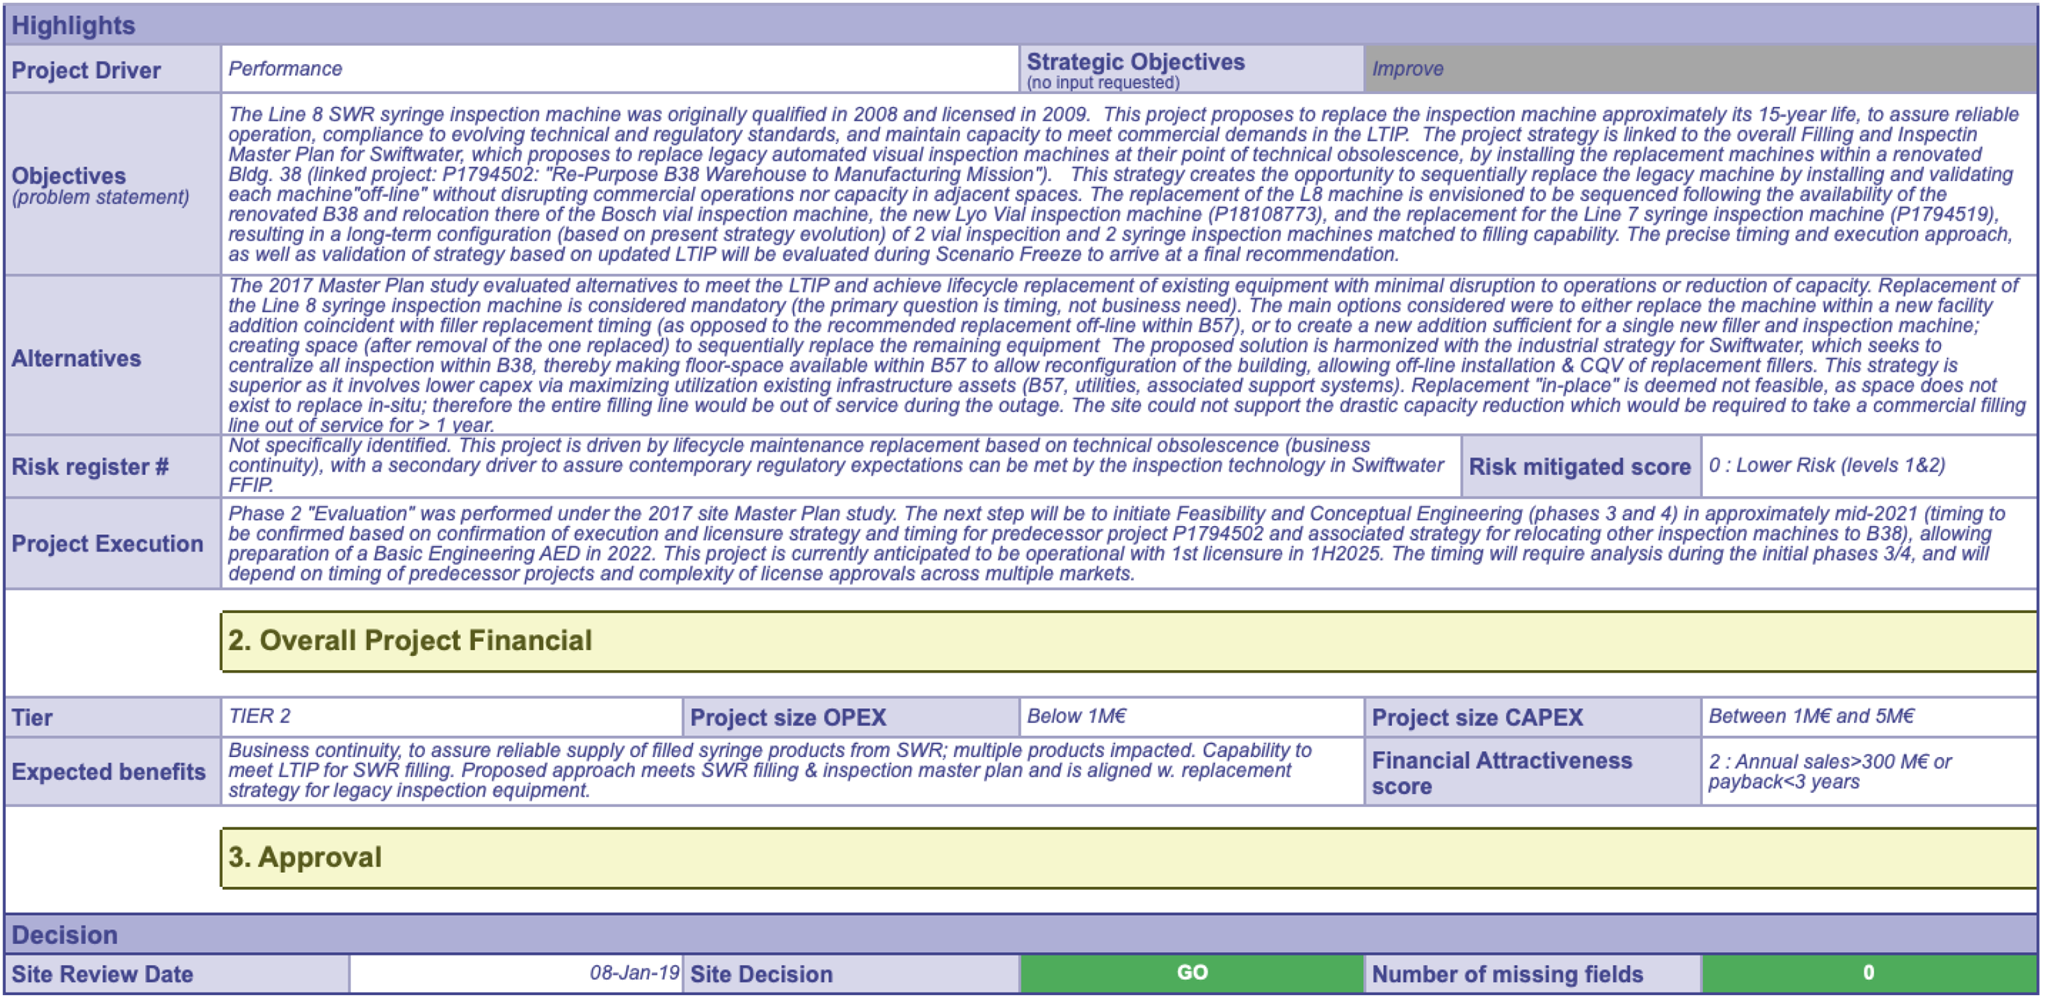 Highlights
Project Driver
Performance
Strategic Objectives
(no input requested)
Improve
Objectives
(problem statement)
The Line 8 SWR syringe inspection machine was originally qualified in 2008 and licensed in 2009.  This project proposes to replace the inspection machine approximately its 15-year life, to assure reliable
operation, compliance to evolving technical and regulatory standards, and maintain capacity to meet commercial demands in the LTIP.  The project strategy is linked to the overall Filling and Inspectin
Master Plan for Swiftwater, which proposes to replace legacy automated visual inspection machines at their point of technical obsolescence, by installing the replacement machines within a renovated
Bldg. 38 (linked project: P1794502: "Re-Purpose B38 Warehouse to Manufacturing Mission").   This strategy creates the opportunity to sequentially replace the legacy machine by installing and validating
each machine"off-line" without disrupting commercial operations nor capacity in adjacent spaces. The replacement of the L8 machine is envisioned to be sequenced following the availability of the
renovated B38 and relocation there of the Bosch vial inspection machine, the new Lyo Vial inspection machine (P18108773), and the replacement for the Line 7 syringe inspection machine (P1794519),
resulting in a long-term configuration (based on present strategy evolution) of 2 vial inspecition and 2 syringe inspection machines matched to filling capability. The precise timing and execution approach,
as well as validation of strategy based on updated LTIP will be evaluated during Scenario Freeze to arrive at a final recommendation.
Alternatives
The 2017 Master Plan study evaluated alternatives to meet the LTIP and achieve lifecycle replacement of existing equipment with minimal disruption to operations or reduction of capacity. Replacement of
the Line 8 syringe inspection machine is considered mandatory (the primary question is timing, not business need). The main options considered were to either replace the machine within a new facility
addition coincident with filler replacement timing (as opposed to the recommended replacement off-line within B57), or to create a new addition sufficient for a single new filler and inspection machine;
creating space (after removal of the one replaced) to sequentially replace the remaining equipment  The proposed solution is harmonized with the industrial strategy for Swiftwater, which seeks to
centralize all inspection within B38, thereby making floor-space available within B57 to allow reconfiguration of the building, allowing off-line installation & CQV of replacement fillers. This strategy is
superior as it involves lower capex via maximizing utilization existing infrastructure assets (B57, utilities, associated support systems). Replacement "in-place" is deemed not feasible, as space does not
exist to replace in-situ; therefore the entire filling line would be out of service during the outage. The site could not support the drastic capacity reduction which would be required to take a commercial filling
line out of service for > 1 year.
Risk register #
Not specifically identified. This project is driven by lifecycle maintenance replacement based on technical obsolescence (business
continuity), with a secondary driver to assure contemporary regulatory expectations can be met by the inspection technology in Swiftwater
FFIP.
Risk mitigated score
0 : Lower Risk (levels 1&2)
Project Execution
Phase 2 "Evaluation" was performed under the 2017 site Master Plan study. The next step will be to initiate Feasibility and Conceptual Engineering (phases 3 and 4) in approximately mid-2021 (timing to
be confirmed based on confirmation of execution and licensure strategy and timing for predecessor project P1794502 and associated strategy for relocating other inspection machines to B38), allowing
preparation of a Basic Engineering AED in 2022. This project is currently anticipated to be operational with 1st licensure in 1H2025. The timing will require analysis during the initial phases 3/4, and will
depend on timing of predecessor projects and complexity of license approvals across multiple markets.
2. Overall Project Financial
Tier
TIER 2
Project size OPEX
Below 1M€
Project size CAPEX
Between 1M€ and 5M€
Expected benefits
Business continuity, to assure reliable supply of filled syringe products from SWR; multiple products impacted. Capability to
meet LTIP for SWR filling. Proposed approach meets SWR filling & inspection master plan and is aligned w. replacement
strategy for legacy inspection equipment.
Financial Attractiveness
score
2 : Annual sales>300 M€ or
payback<3 years
3. Approval
Decision
Site Review Date
08-Jan-19
Site Decision
GO
Number of missing fields
0